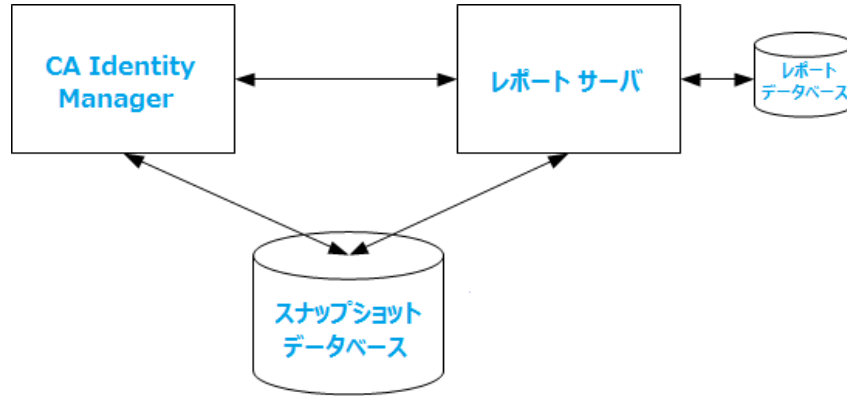 CA Identity
Manager
レポート サーバ
レポート
データベース
スナップショット
データベース